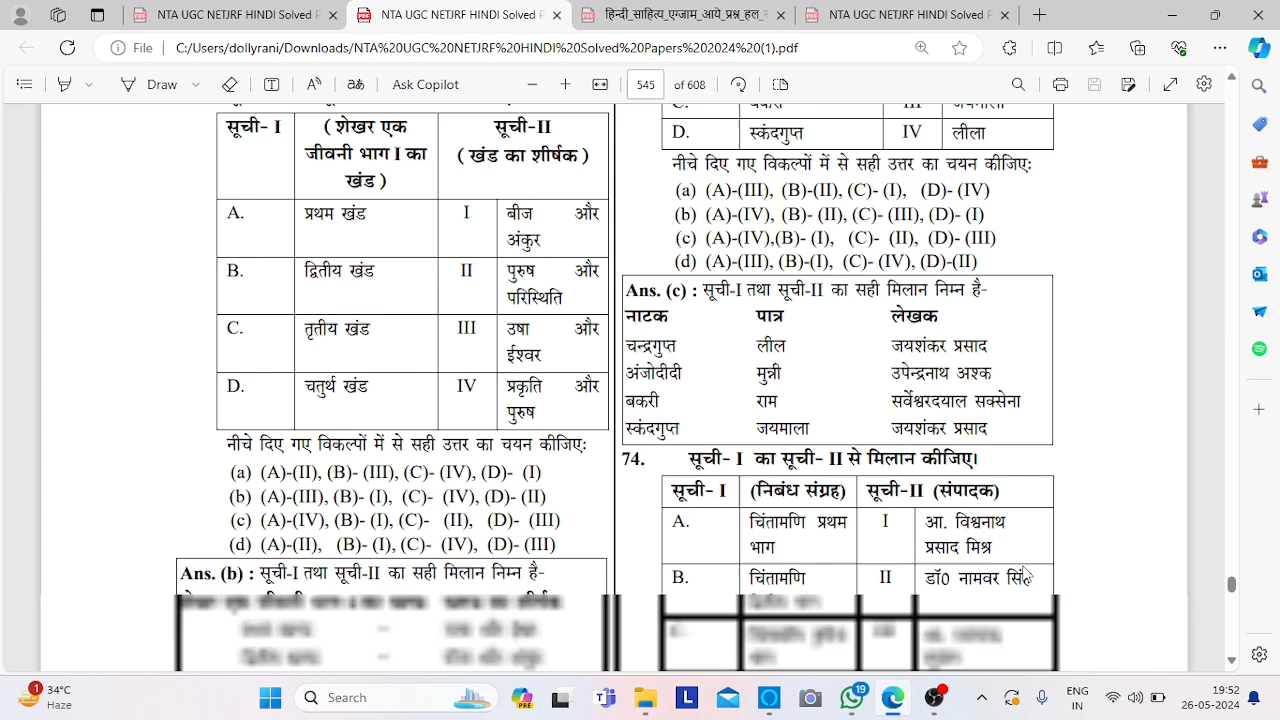 NTA UGC NETJRF HINDI Solved P
NTA UGC NETJRF HINDI Solved P
हिन्दी_साहित्य_एग्जाम_आये प्रश्न_हल_
NTA UGC NETJRF HINDI Solved P
File
C:/Users/dollyrani/Downloads/NTA%20UGC%20NETJRF%20HINDI%20Solved%20Papers%202024%20(1).pdf
Draw
aあ
Ask Copilot
545 of 608
सूची- I
( शेखर एक
जीवनी भाग I का
खंड )
सूची-II
( खंड का शीर्षक )
A. प्रथम खंड I बीज और
अंकुर
B. द्वितीय खंड II पुरुष और
परिस्थिति
C. तृतीय खंड III उषा और
ईश्वर
D. चतुर्थ खंड IV प्रकृति और
पुरुष
नीचे दिए गए विकल्पों में से सही उत्तर का चयन कीजिए:
(a) (A)-(II), (B)- (III), (C)- (IV), (D)- (I)
(b) (A)-(III), (B)- (I), (C)- (IV), (D)- (II)
(c) (A)-(IV), (B)- (I), (C)- (II), (D)- (III)
(d) (A)-(II), (B)- (I), (C)- (IV), (D)- (III)
Ans. (b) : सूची-I तथा सूची-II का सही मिलान निम्न है-
D. स्कंदगुप्त IV लीला
नीचे दिए गए विकल्पों में से सही उत्तर का चयन कीजिए:
(a) (A)-(III), (B)-(II), (C)- (I), (D)- (IV)
(b) (A)-(IV), (B)- (II), (C)- (III), (D)- (I)
(c) (A)-(IV),(B)- (I), (C)- (II), (D)- (III)
(d) (A)-(III), (B)-(I), (C)- (IV), (D)-(II)
Ans. (c) : सूची-I तथा सूची-II का सही मिलान निम्न है-
नाटक पात्र लेखक
चन्द्रगुप्त लील जयशंकर प्रसाद
अंजोदीदी मुन्नी उपेन्द्रनाथ अश्क
बकरी राम सर्वेश्वरदयाल सक्सेना
स्कंदगुप्त जयमाला जयशंकर प्रसाद
74. सूची- I का सूची- II से मिलान कीजिए।
सूची- I (निबंध संग्रह) सूची-II (संपादक)
A. चिंतामणि प्रथम I आ. विश्वनाथ
भाग प्रसाद मिश्र
B. चिंतामणि II डॉ0 नामवर सिंह
1
34°C
Haze
Search
PRE
L
19
ENG
IN
19:52
26-05-2024